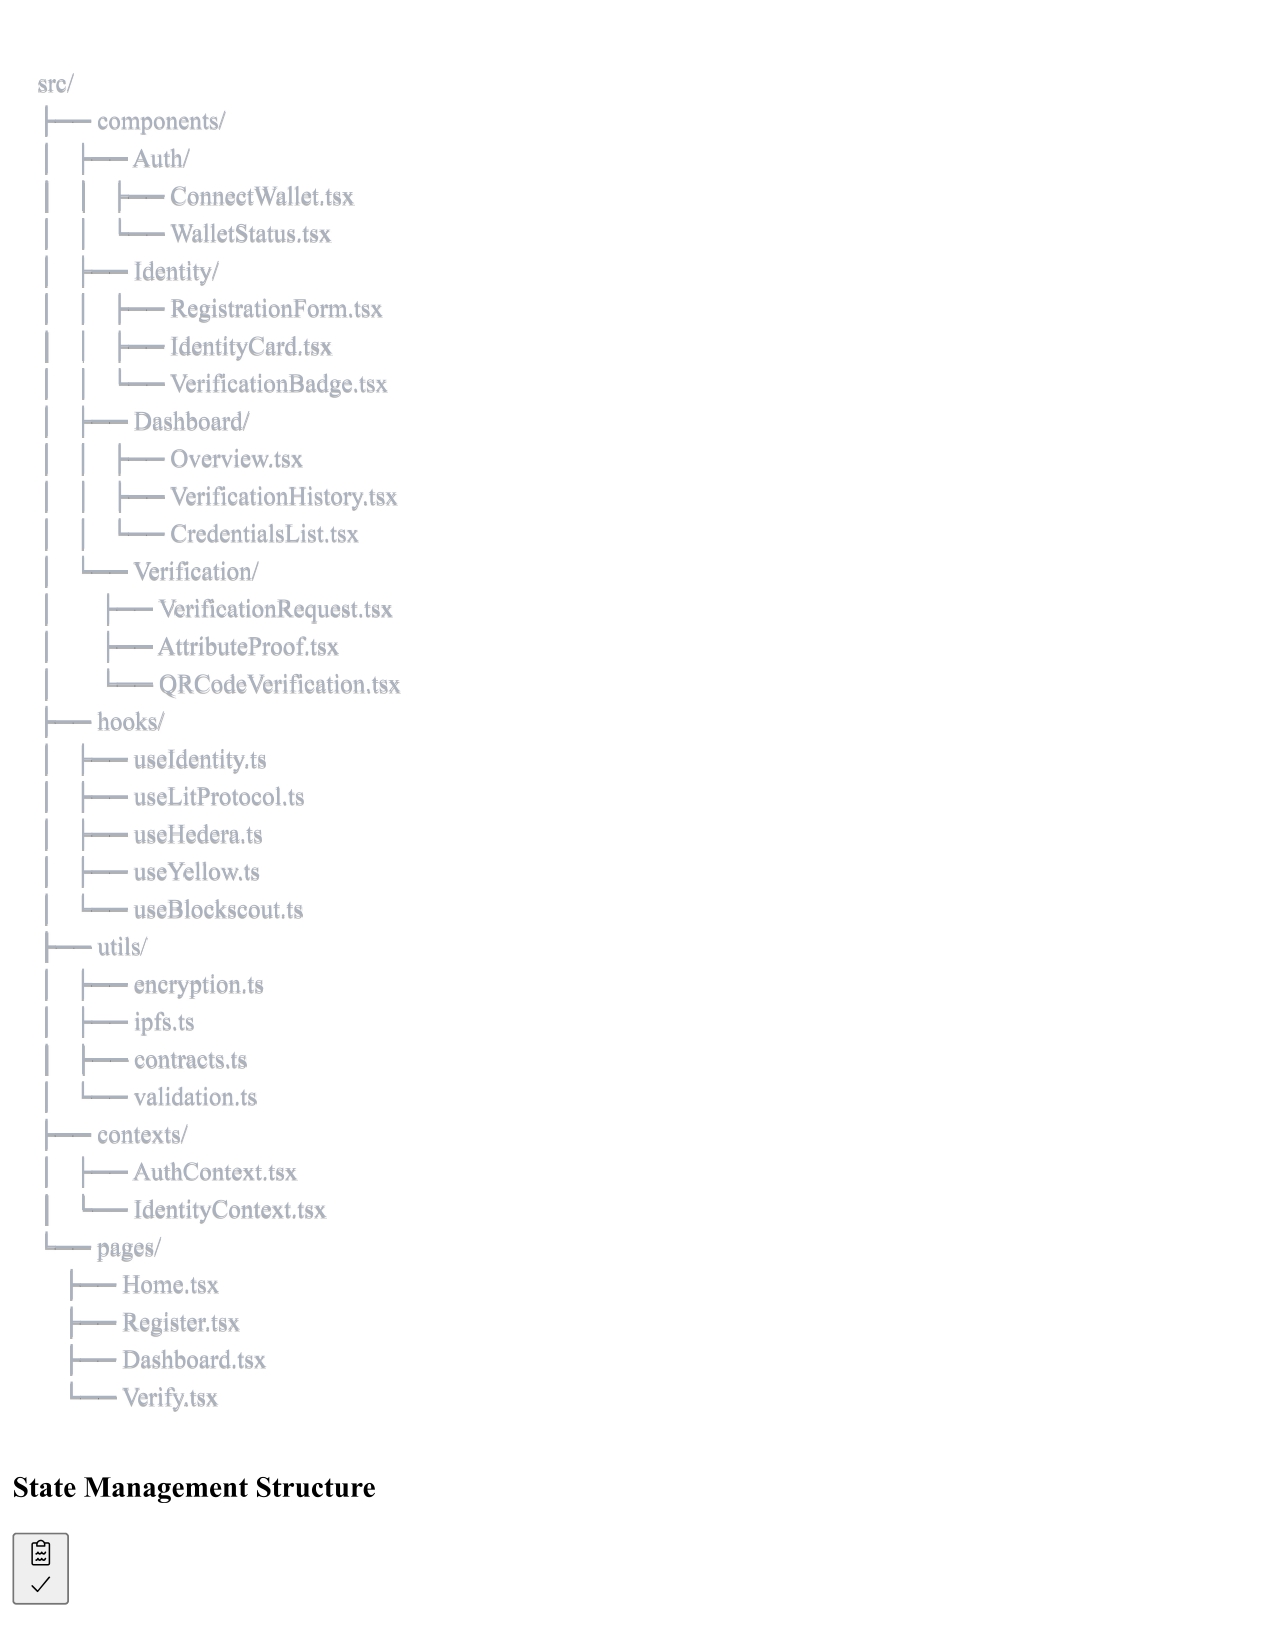 src/
├── components/
│   ├── Auth/
│   │   ├── ConnectWallet.tsx
│   │   └── WalletStatus.tsx
│   ├── Identity/
│   │   ├── RegistrationForm.tsx
│   │   ├── IdentityCard.tsx
│   │   └── VerificationBadge.tsx
│   ├── Dashboard/
│   │   ├── Overview.tsx
│   │   ├── VerificationHistory.tsx
│   │   └── CredentialsList.tsx
│   └── Verification/
│       ├── VerificationRequest.tsx
│       ├── AttributeProof.tsx
│       └── QRCodeVerification.tsx
├── hooks/
│   ├── useIdentity.ts
│   ├── useLitProtocol.ts
│   ├── useHedera.ts
│   ├── useYellow.ts
│   └── useBlockscout.ts
├── utils/
│   ├── encryption.ts
│   ├── ipfs.ts
│   ├── contracts.ts
│   └── validation.ts
├── contexts/
│   ├── AuthContext.tsx
│   └── IdentityContext.tsx
└── pages/
    ├── Home.tsx
    ├── Register.tsx
    ├── Dashboard.tsx
    └── Verify.tsx
State Management Structure